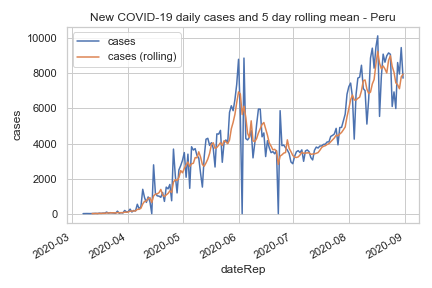 New COVID-19 daily cases and 5 day rolling mean - Peru
cases
cases (rolling)
10000
8000
6000
4000
2000
0
cases
2020-03
2020-04
2020-05
2020-06
2020-07
2020-08
2020-09
dateRep